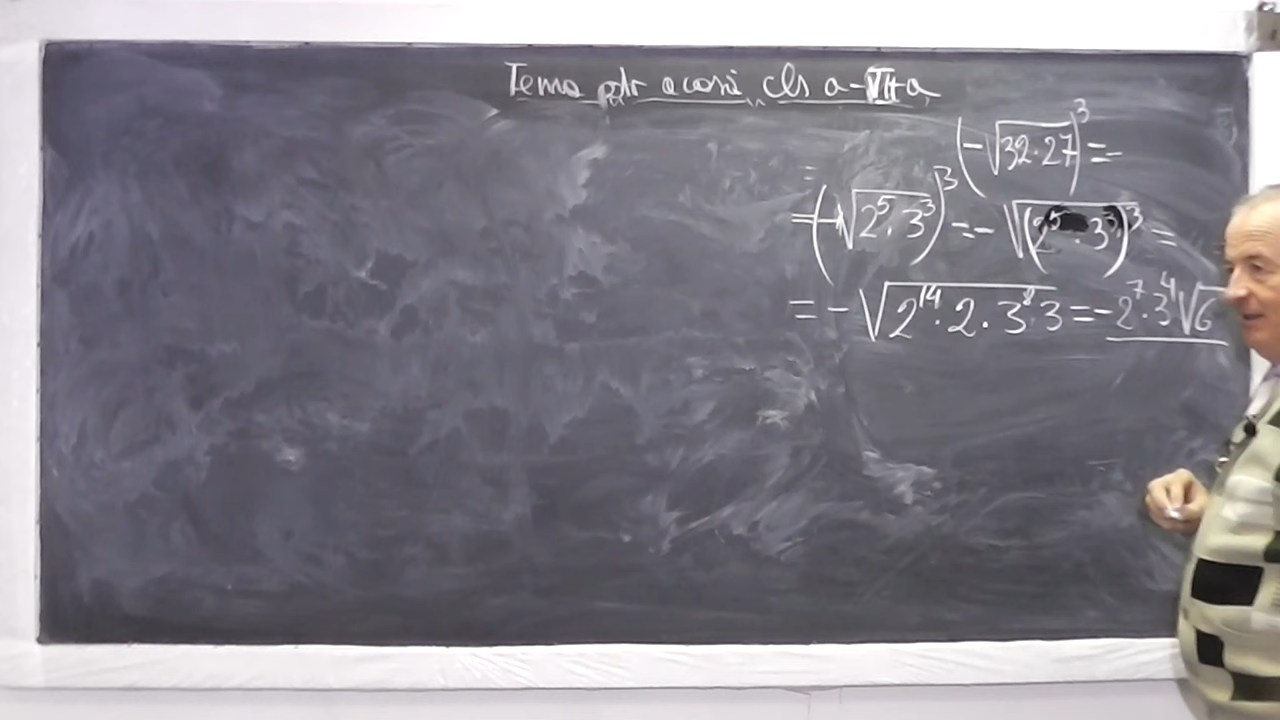 Tema ptr acasă cls a-VII-a
(-√32·27)³ = -
= (-√2⁵·3³)³ = -√(2⁵·3³)³ =
= -√2¹⁴·2·3⁸·3 = -2⁷·3⁴√6